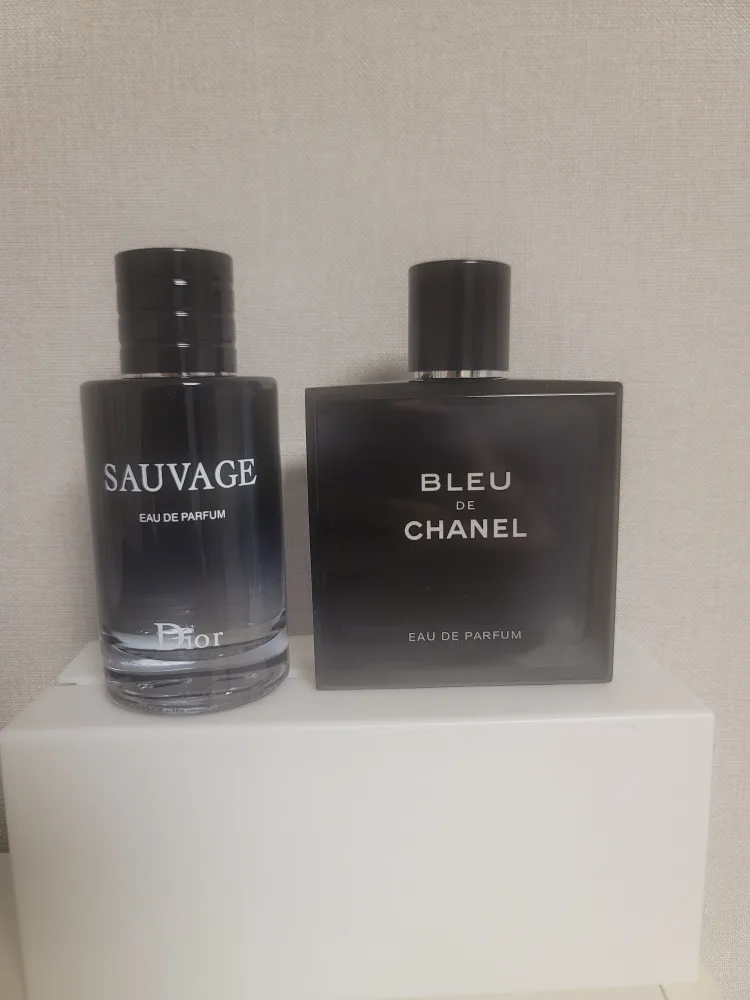 SAUVAGE
EAU DE PARFUM
Dior
BLEU
DE
CHANEL
EAU DE PARFUM